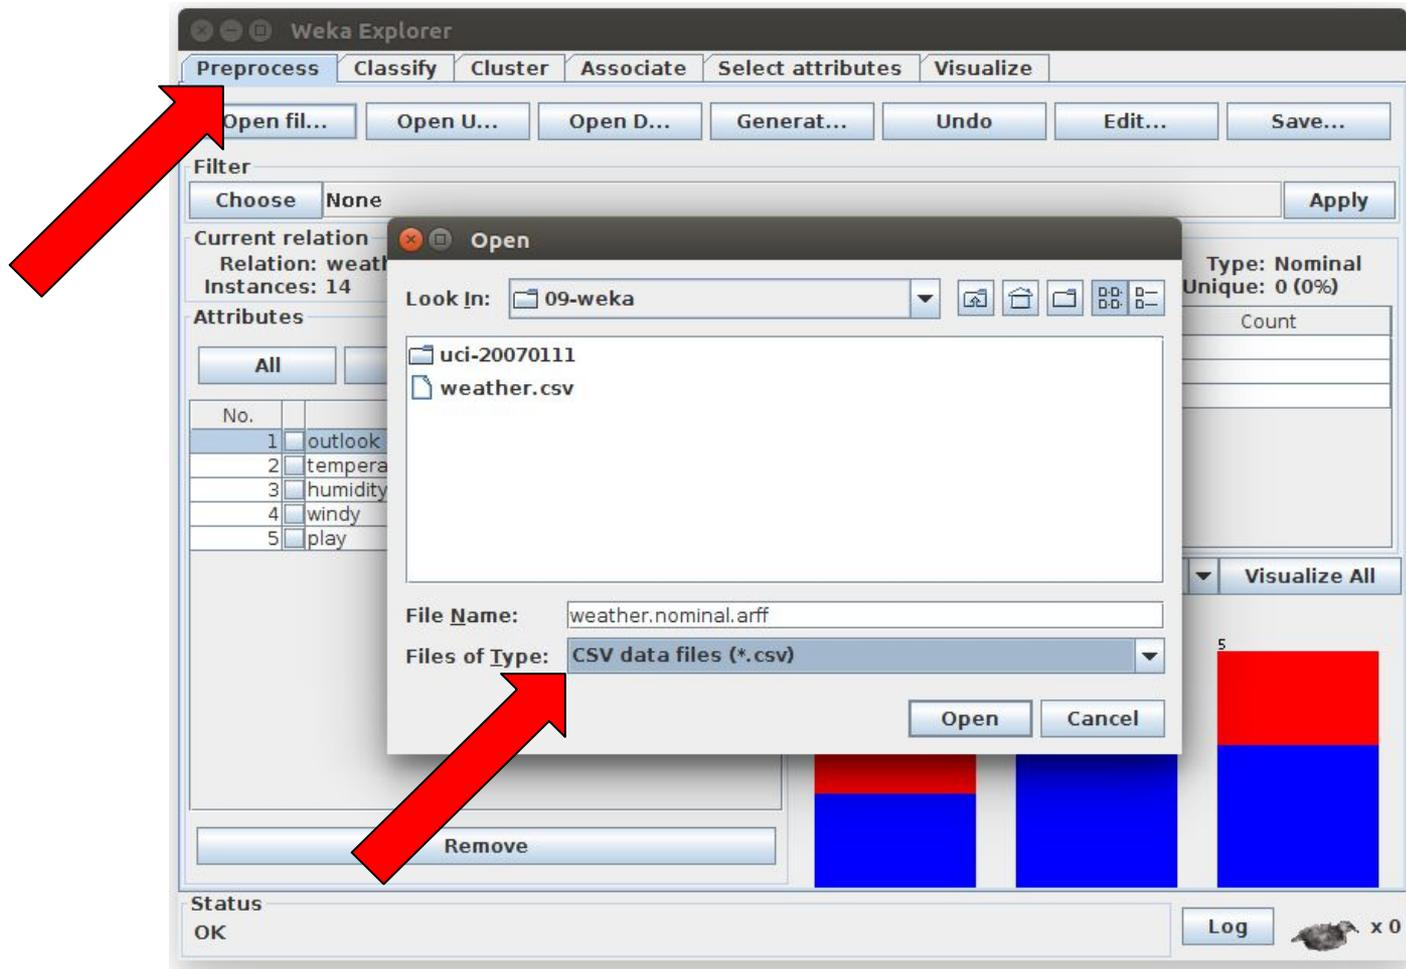 Weka Explorer
Preprocess Classify Cluster Associate Select attributes Visualize
Open fil... Open U... Open D... Generat... Undo Edit... Save...
Filter
Choose None Apply
Current relation
Relation: weath
Instances: 14
Type: Nominal
Unique: 0 (0%)
Attributes
Count
All
No.
1 outlook
2 tempera
3 humidity
4 windy
5 play
Open
Look In: 09-weka
uci-20070111
weather.csv
File Name: weather.nominal.arff
Files of Type: CSV data files (*.csv)
Open Cancel
Visualize All
5
Remove
Status
OK
Log x 0